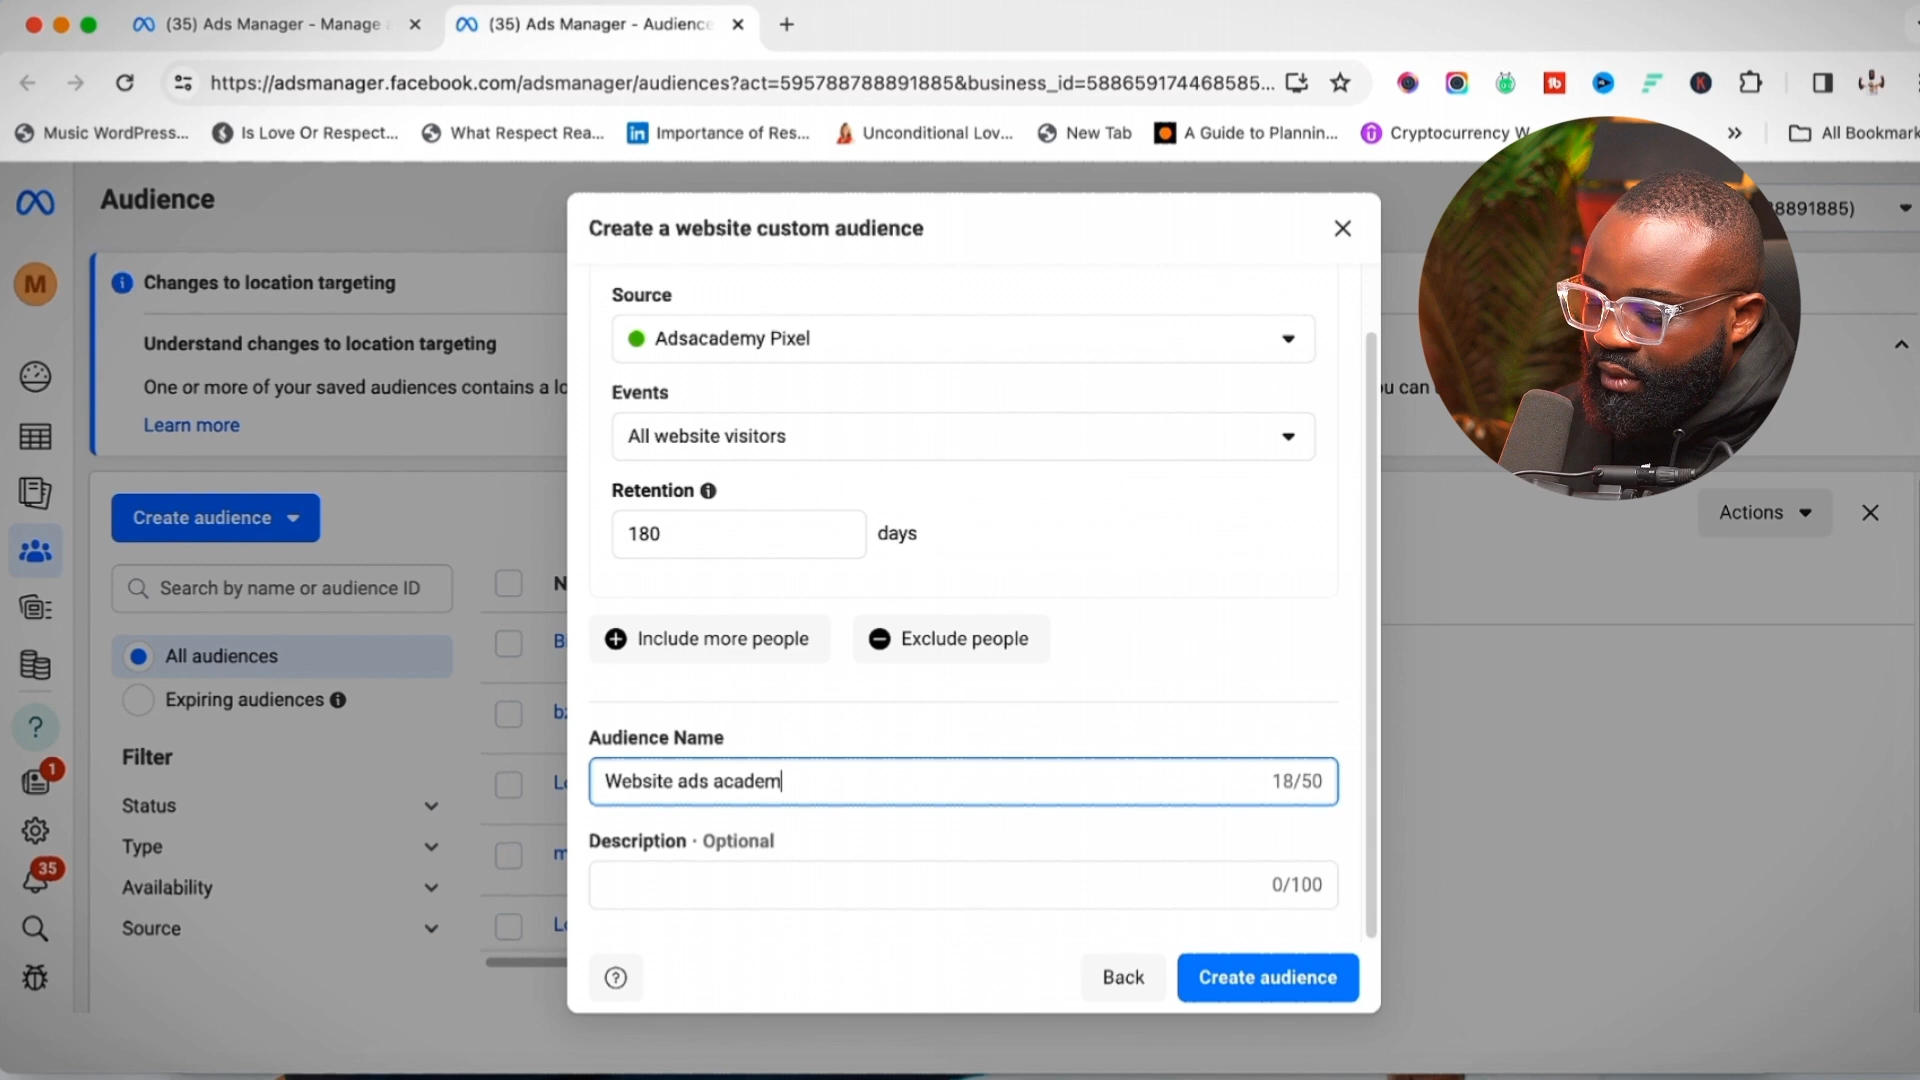 (35) Ads Manager - Manage
(35) Ads Manager - Audience
https://adsmanager.facebook.com/adsmanager/audiences?act=595788788891885&business_id=588659174468585...
Music WordPress...
Is Love Or Respect...
What Respect Rea...
Importance of Res...
Unconditional Lov...
New Tab
A Guide to Plannin...
Cryptocurrency W
All Bookmark
Audience
88891885)
M
Changes to location targeting
Understand changes to location targeting
One or more of your saved audiences contains a lo
ou can
Learn more
Create audience
Actions
Search by name or audience ID
All audiences
Expiring audiences
Filter
Status
Type
Availability
Source
1
35
N
Bi
bz
Lo
m
Lo
Create a website custom audience
Source
Adsacademy Pixel
Events
All website visitors
Retention
180 days
Include more people
Exclude people
Audience Name
Website ads academ
18/50
Description · Optional
0/100
Back
Create audience